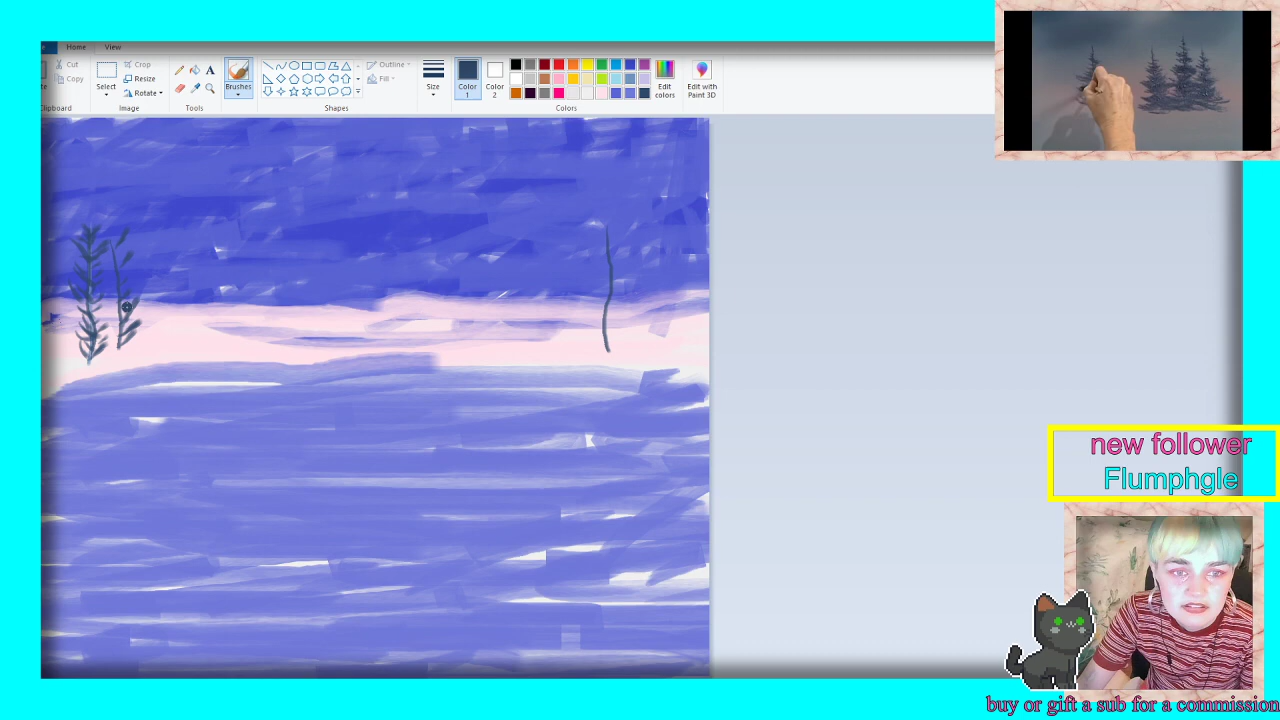 Home View
Cut
Copy
Crop
Resize
Rotate
Select
Brushes
Outline
Fill
Size
Color
1
Color
2
Edit
colors
Edit with
Paint 3D
Image
Tools
Shapes
Colors
new follower
Flumphgle
buy or gift a sub for a commission